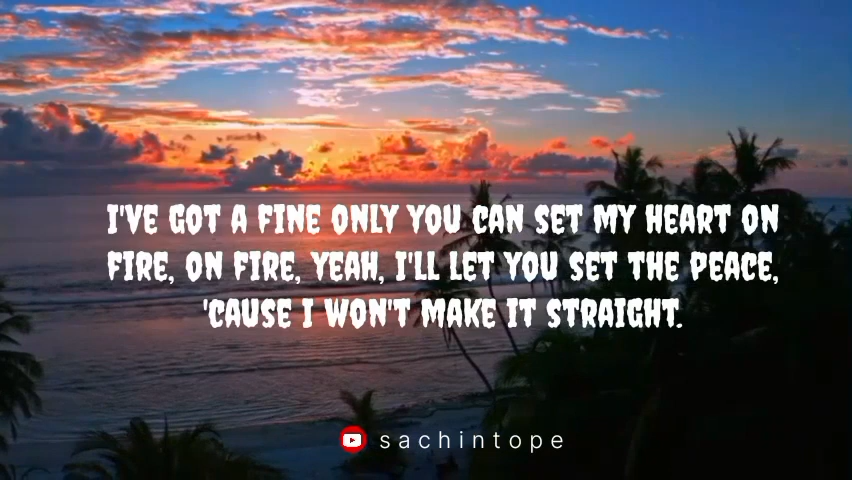 I'VE GOT A FINE ONLY YOU CAN SET MY HEART ON
FIRE, ON FIRE, YEAH, I'LL LET YOU SET THE PEACE,
'CAUSE I WON'T MAKE IT STRAIGHT.
sachintope